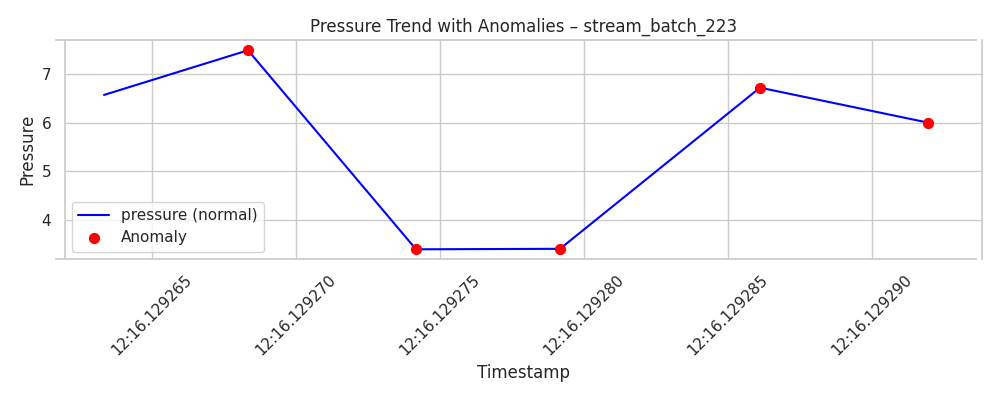 Pressure Trend with Anomalies – stream_batch_223
Pressure
7
6
5
4
pressure (normal)
Anomaly
12:16.129265
12:16.129270
12:16.129275
12:16.129280
12:16.129285
12:16.129290
Timestamp